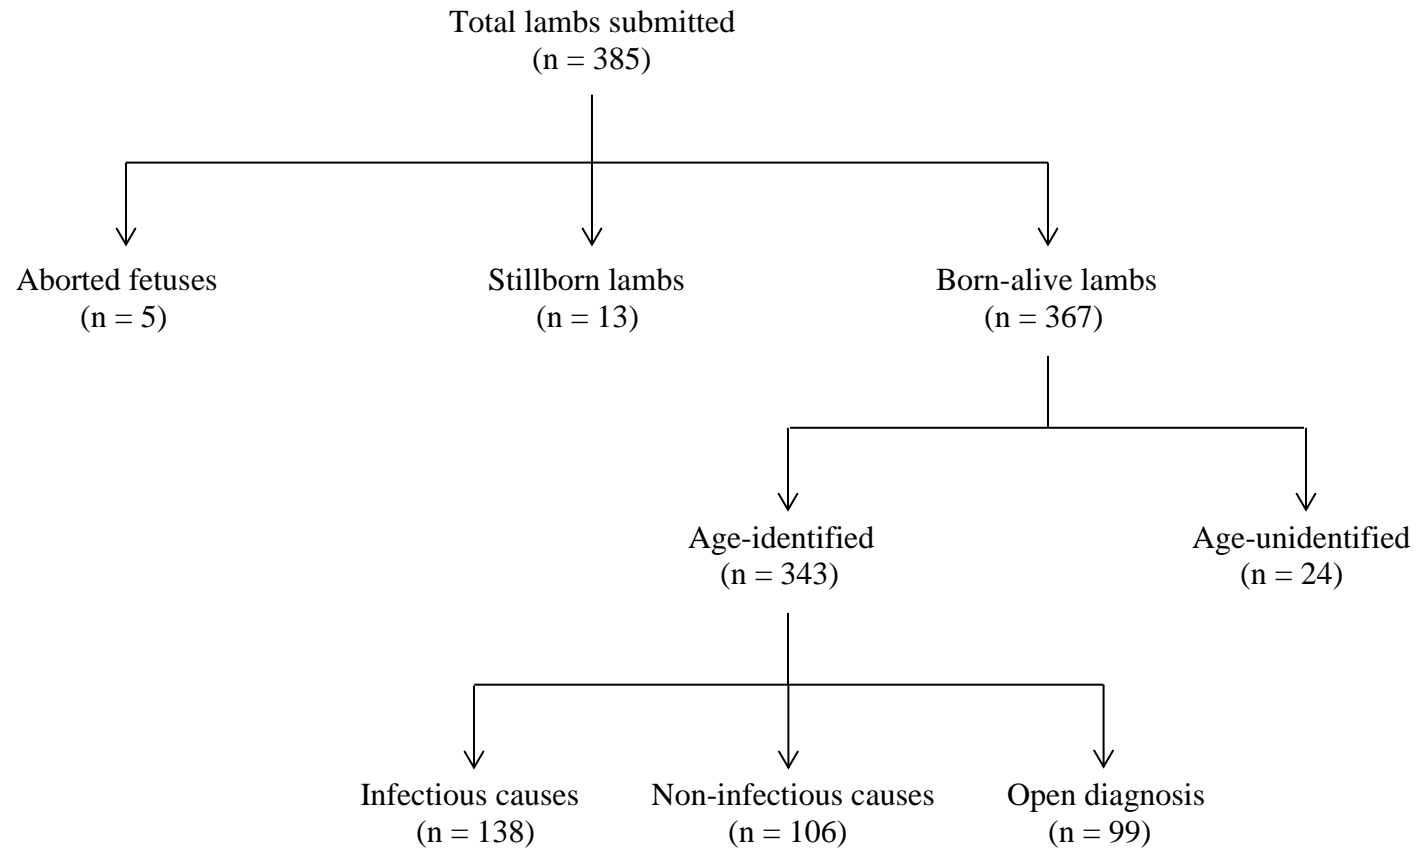 Total lambs submitted
(n = 385)
Aborted fetuses
(n = 5)
Stillborn lambs
(n = 13)
Born-alive lambs
(n = 367)
Age-identified
(n = 343)
Age-unidentified
(n = 24)
Infectious causes
(n = 138)
Non-infectious causes
(n = 106)
Open diagnosis
(n = 99)